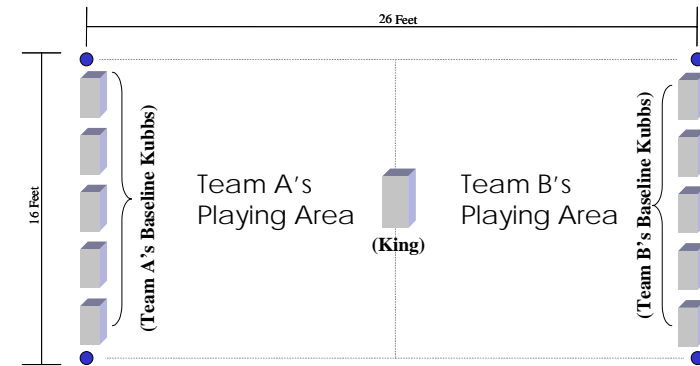 26 Feet
16 Feet
(Team A's Baseline Kubbs)
Team A's
Playing Area
(King)
Team B's
Playing Area
(Team B's Baseline Kubbs)